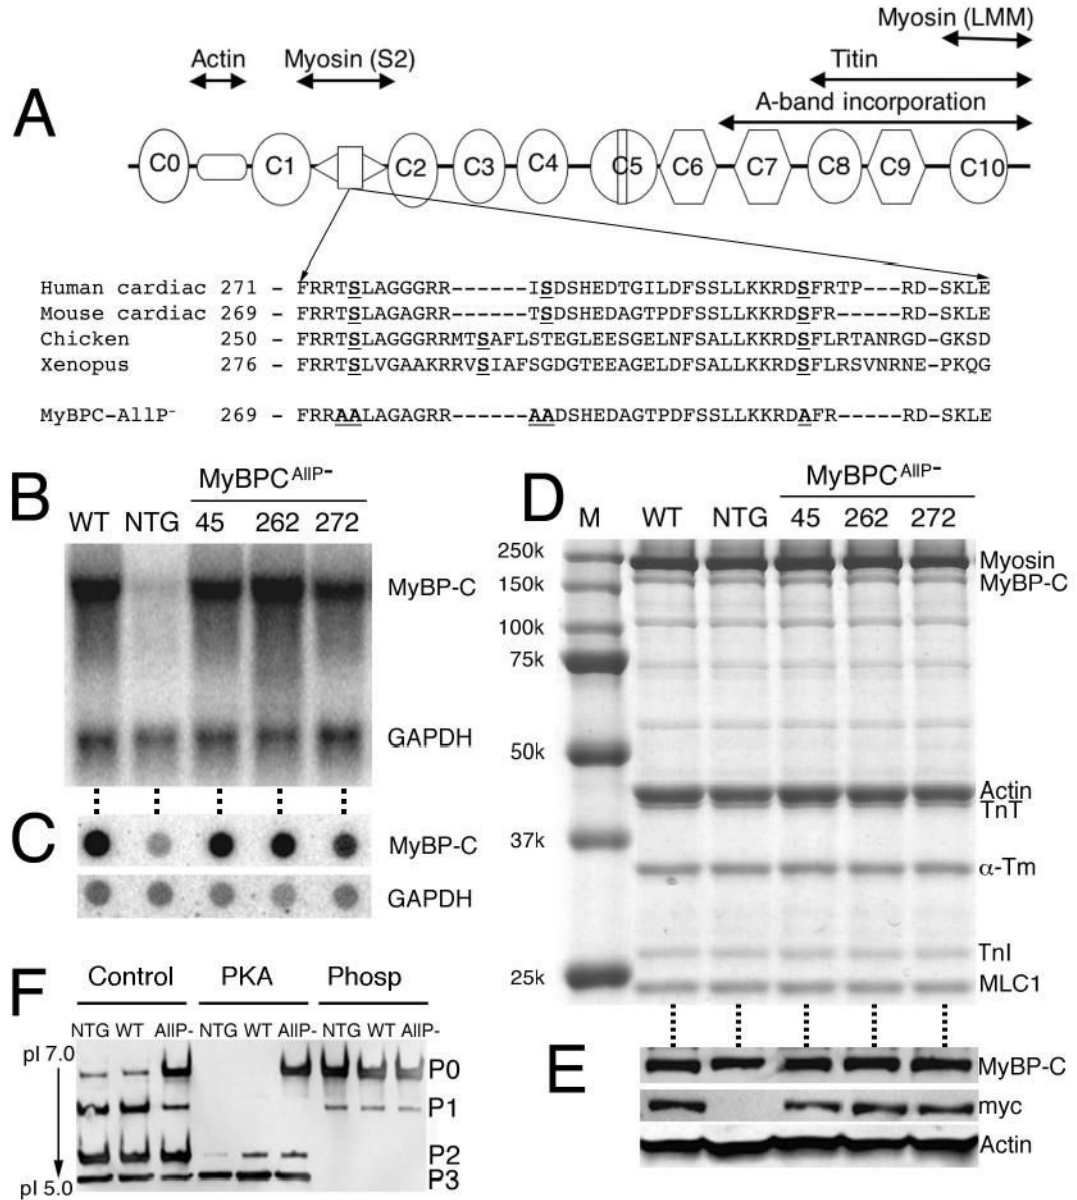 Myosin (LMM)
Actin Myosin (S2) Titin
A-band incorporation
A
C0 C1 C2 C3 C4 C5 C6 C7 C8 C9 C10
Human cardiac 271 - FRRTSLAGGGRR------ISDSHEDTGILDFSSLLKKRDSFRTP---RD-SKLE
Mouse cardiac 269 - FRRTSLAGAGRR------TSDSHEDAGTPDFSSLLKKRDSFR-----RD-SKLE
Chicken 250 - FRRTSLAGGGRRMTSAFLSTEGLEESGELNFSALLKKRDSFLRTANRGD-GKSD
Xenopus 276 - FRRTSLVGAAKRRVSIAFSGTDEGAGELDFSALLKKRDSFLRSVNRNE-PKQG
MyBPC-AllP- 269 - FRRAALAGAGRR------AADSHEDAGTPDFSSLLKKRDAFR-----RD-SKLE
B
MyBPC AllP-
WT NTG 45 262 272
MyBP-C
GAPDH
C
MyBP-C
GAPDH
D
MyBPC AllP-
M WT NTG 45 262 272
250k
150k
100k
75k
50k
37k
25k
Myosin
MyBP-C
Actin
TnT
α-Tm
TnI
MLC1
E
MyBP-C
myc
Actin
F
Control PKA Phosp
NTG WT AllP- NTG WT AllP- NTG WT AllP-
pI 7.0
pI 5.0
P0
P1
P2
P3